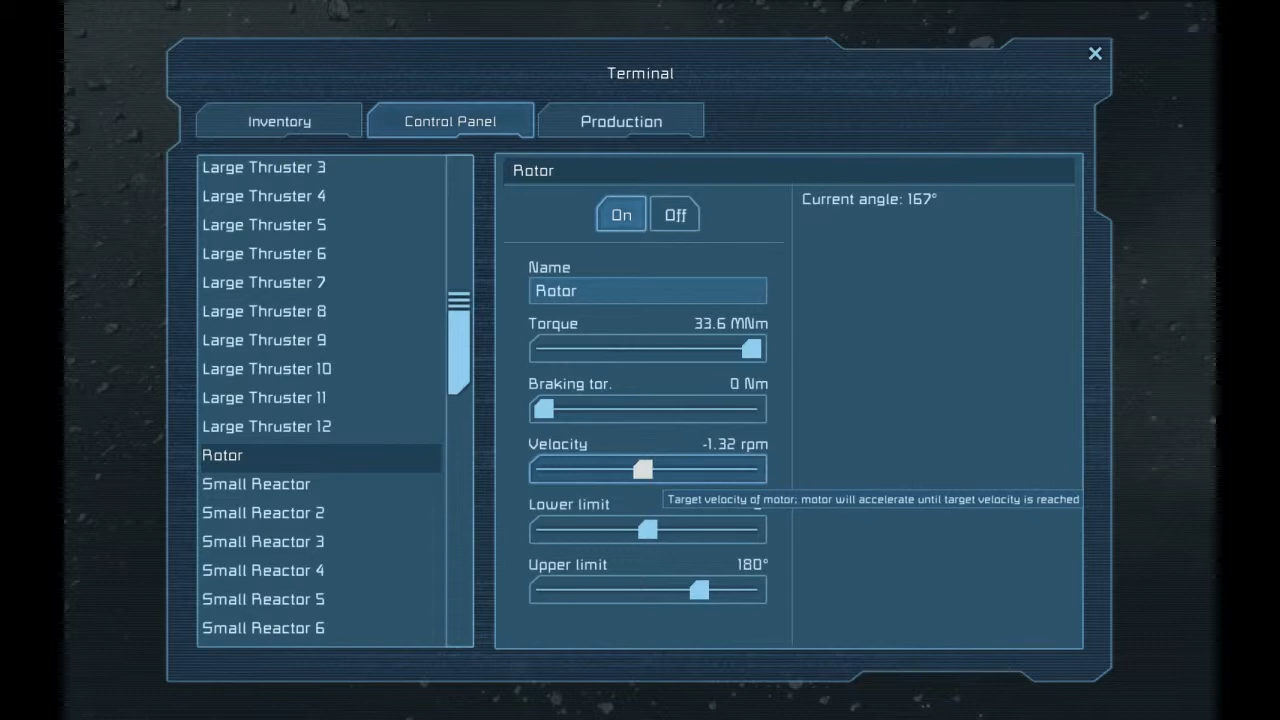 Terminal
Inventory
Control Panel
Production
Large Thruster 3
Large Thruster 4
Large Thruster 5
Large Thruster 6
Large Thruster 7
Large Thruster 8
Large Thruster 9
Large Thruster 10
Large Thruster 11
Large Thruster 12
Rotor
Small Reactor
Small Reactor 2
Small Reactor 3
Small Reactor 4
Small Reactor 5
Small Reactor 6
Rotor
On
Off
Name
Rotor
Torque 33.6 MNm
Braking tor. 0 Nm
Velocity -1.32 rpm
Target velocity of motor; motor will accelerate until target velocity is reached
Lower limit
Upper limit 180°
Current angle: 167°